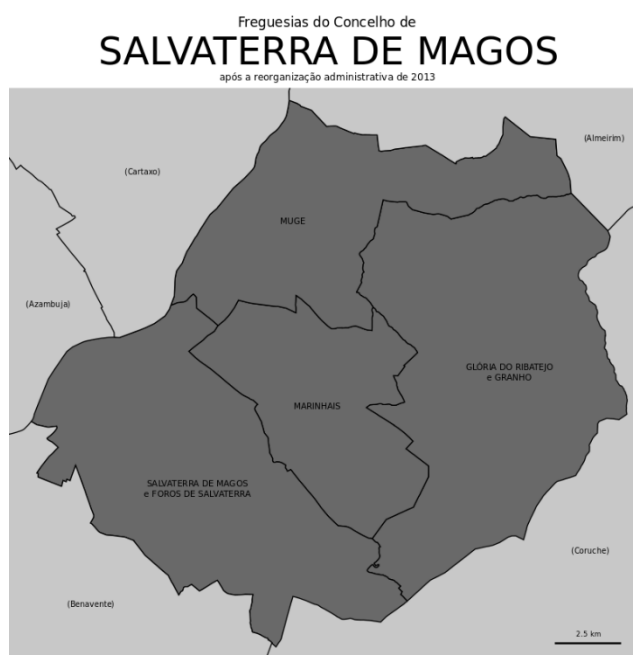 Freguesias do Concelho de
SALVATERRA DE MAGOS
após a reorganização administrativa de 2013
(Almeirim)
(Cartaxo)
MUGE
(Azambuja)
GLÓRIA DO RIBATEJO
e GRANHO
MARINHAIS
SALVATERRA DE MAGOS
e FOROS DE SALVATERRA
(Coruche)
(Benavente)
2.5 km